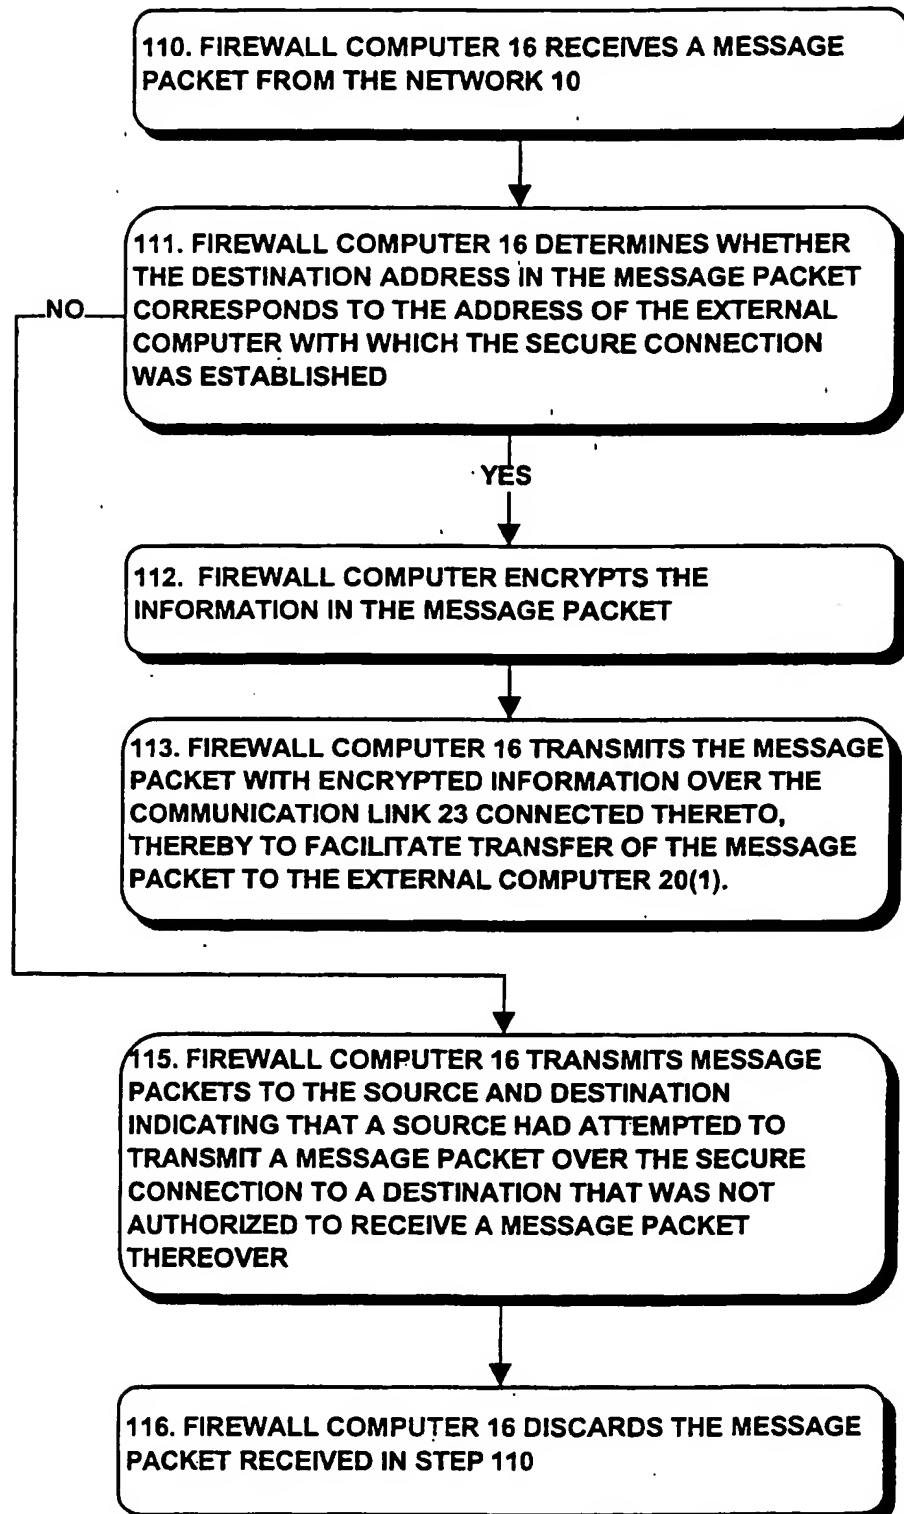 110. FIREWALL COMPUTER 16 RECEIVES A MESSAGE
PACKET FROM THE NETWORK 10
111. FIREWALL COMPUTER 16 DETERMINES WHETHER
THE DESTINATION ADDRESS IN THE MESSAGE PACKET
CORRESPONDS TO THE ADDRESS OF THE EXTERNAL
COMPUTER WITH WHICH THE SECURE CONNECTION
WAS ESTABLISHED
NO
YES
112. FIREWALL COMPUTER ENCRYPTS THE
INFORMATION IN THE MESSAGE PACKET
113. FIREWALL COMPUTER 16 TRANSMITS THE MESSAGE
PACKET WITH ENCRYPTED INFORMATION OVER THE
COMMUNICATION LINK 23 CONNECTED THERETO,
THEREBY TO FACILITATE TRANSFER OF THE MESSAGE
PACKET TO THE EXTERNAL COMPUTER 20(1).
115. FIREWALL COMPUTER 16 TRANSMITS MESSAGE
PACKETS TO THE SOURCE AND DESTINATION
INDICATING THAT A SOURCE HAD ATTEMPTED TO
TRANSMIT A MESSAGE PACKET OVER THE SECURE
CONNECTION TO A DESTINATION THAT WAS NOT
AUTHORIZED TO RECEIVE A MESSAGE PACKET
THEREOVER
116. FIREWALL COMPUTER 16 DISCARDS THE MESSAGE
PACKET RECEIVED IN STEP 110